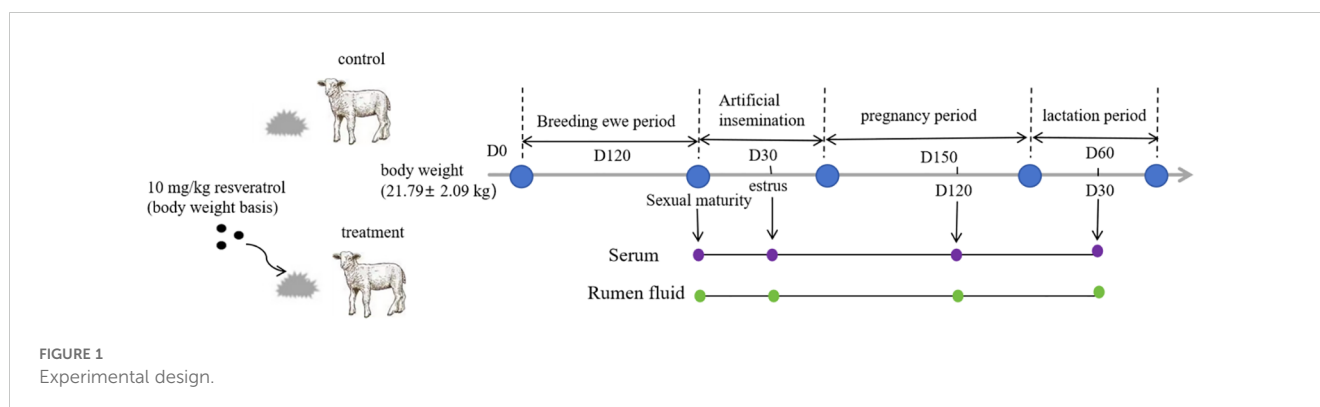 control
10 mg/kg resveratrol
(body weight basis)
treatment
body weight
(21.79± 2.09 kg)
D0
Breeding ewe period
D120
Artificial
insemination
D30
pregnancy period
D150
lactation period
D60
Sexual maturity
estrus
D120
D30
Serum
Rumen fluid
FIGURE 1
Experimental design.